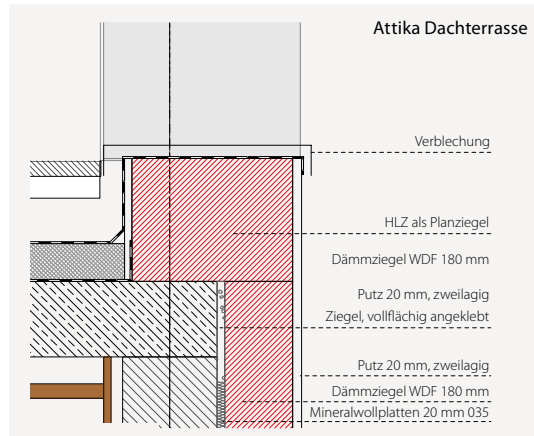 Attika Dachterrasse
Verblechung
HLZ als Planziegel
Dämmziegel WDF 180 mm
Putz 20 mm, zweilagig
Ziegel, vollflächig angeklebt
Putz 20 mm, zweilagig
Dämmziegel WDF 180 mm
Mineralwollplatten 20 mm 035